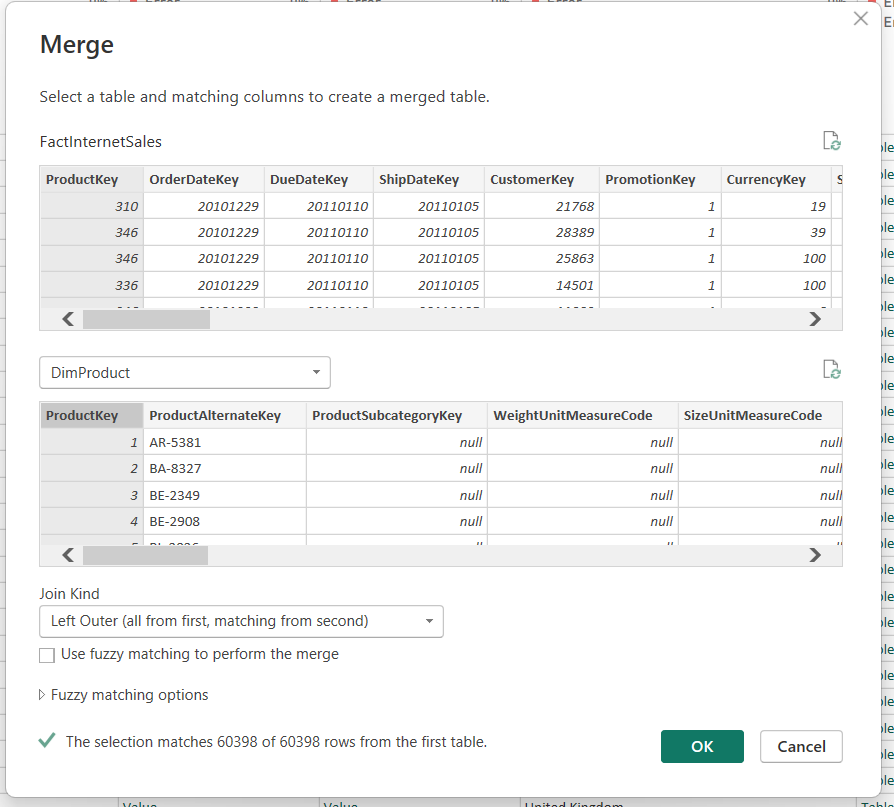 Merge
Select a table and matching columns to create a merged table.
FactInternetSales
ProductKey OrderDateKey DueDateKey ShipDateKey CustomerKey PromotionKey CurrencyKey S
310 20101229 20110110 20110105 21768 1 19
346 20101229 20110110 20110105 28389 1 39
346 20101229 20110110 20110105 25863 1 100
336 20101229 20110110 20110105 14501 1 100
DimProduct
ProductKey ProductAlternateKey ProductSubcategoryKey WeightUnitMeasureCode SizeUnitMeasureCode
1 AR-5381 null null null
2 BA-8327 null null null
3 BE-2349 null null null
4 BE-2908 null null null
Join Kind
Left Outer (all from first, matching from second)
Use fuzzy matching to perform the merge
Fuzzy matching options
The selection matches 60398 of 60398 rows from the first table.
OK Cancel
Value Value United Kingdom Table